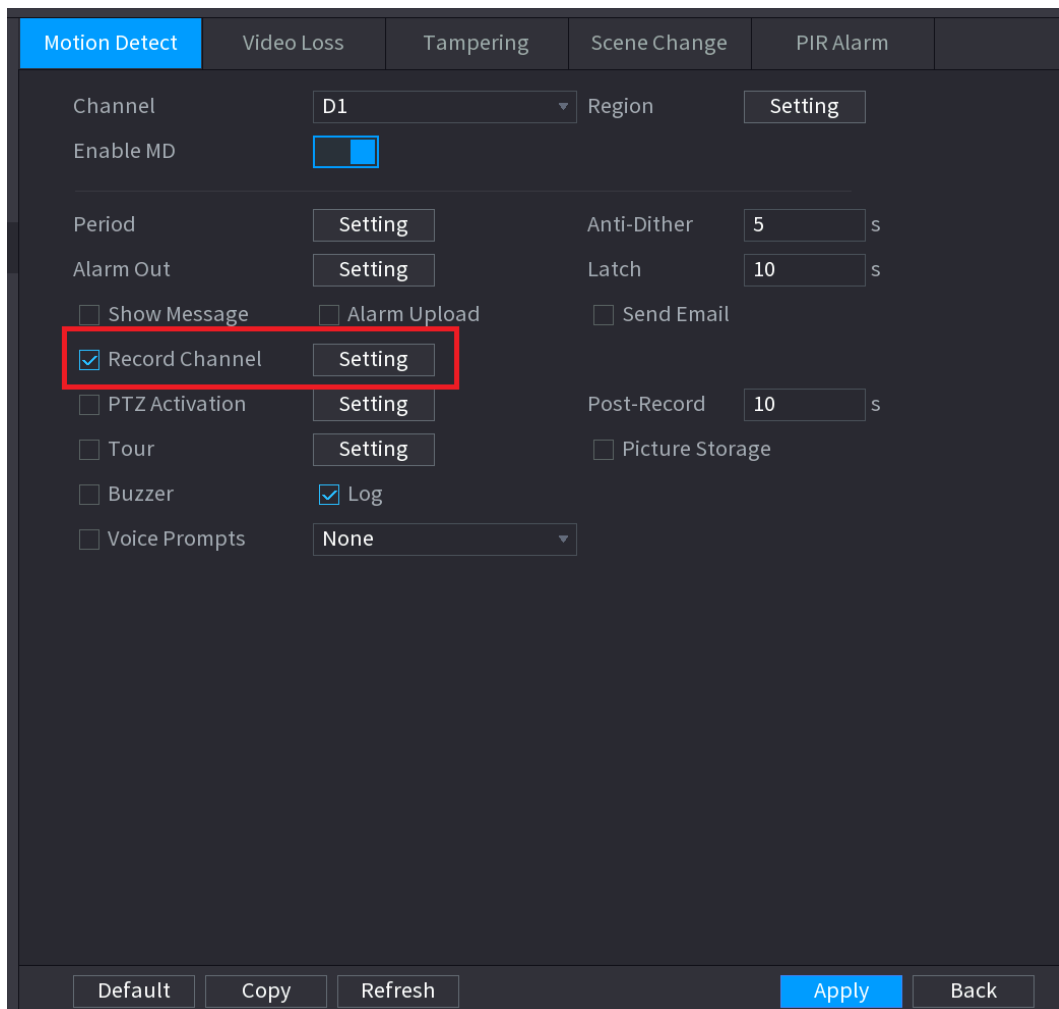 Motion Detect Video Loss Tampering Scene Change PIR Alarm
Channel D1 Region Setting
Enable MD
Period Setting Anti-Dither 5 s
Alarm Out Setting Latch 10 s
Show Message Alarm Upload Send Email
Record Channel Setting
PTZ Activation Setting Post-Record 10 s
Tour Setting Picture Storage
Buzzer Log
Voice Prompts None
Default Copy Refresh Apply Back